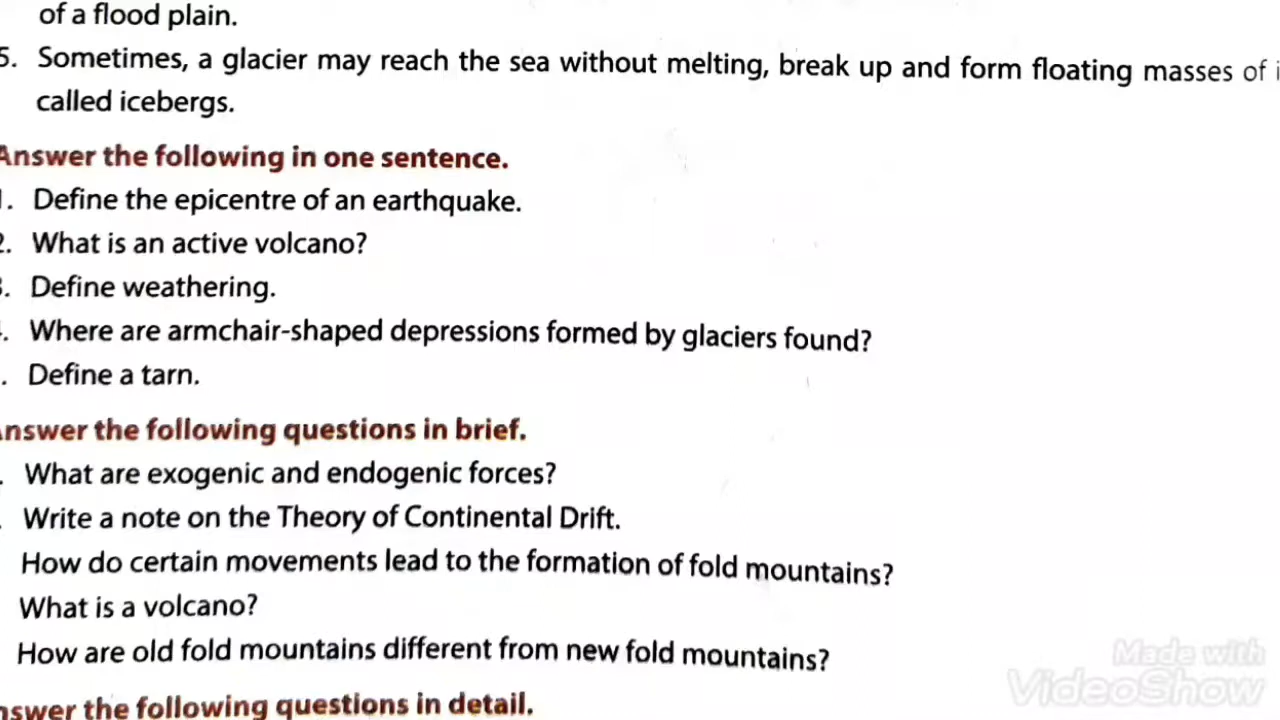 of a flood plain.
5. Sometimes, a glacier may reach the sea without melting, break up and form floating masses of
called icebergs.
Answer the following in one sentence.
1. Define the epicentre of an earthquake.
2. What is an active volcano?
3. Define weathering.
4. Where are armchair-shaped depressions formed by glaciers found?
. Define a tarn.
Answer the following questions in brief.
. What are exogenic and endogenic forces?
. Write a note on the Theory of Continental Drift.
How do certain movements lead to the formation of fold mountains?
What is a volcano?
How are old fold mountains different from new fold mountains?
nswer the following questions in detail.
Made with
VideoShow